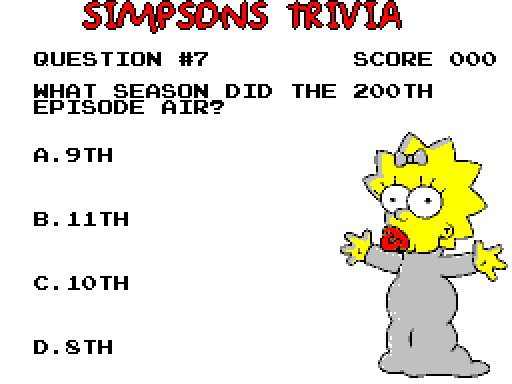 SIMPSONS TRIVIA
QUESTION #7 SCORE 000
WHAT SEASON DID THE 200TH
EPISODE AIR?
A.9TH
B.11TH
C.10TH
D.8TH